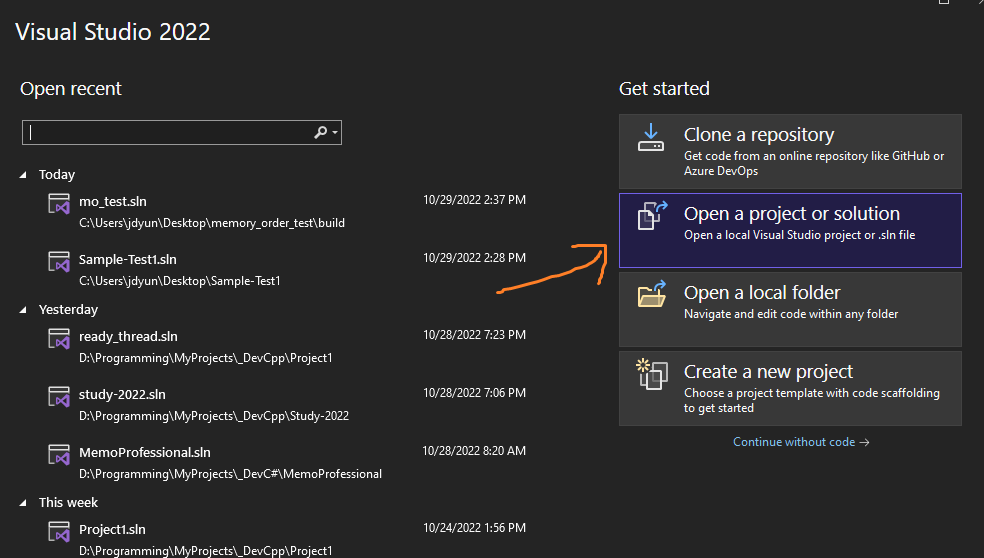 Visual Studio 2022
Open recent
Today
mo_test.sln
10/29/2022 2:37 PM
C:\Users\jdyun\Desktop\memory_order_test\build
Sample-Test1.sln
10/29/2022 2:28 PM
C:\Users\jdyun\Desktop\Sample-Test1
Yesterday
ready_thread.sln
10/28/2022 7:23 PM
D:\Programming\MyProjects\_DevCpp\Project1
study-2022.sln
10/28/2022 7:06 PM
D:\Programming\MyProjects\_DevCpp\Study-2022
MemoProfessional.sln
10/28/2022 8:20 AM
D:\Programming\MyProjects\_DevC#\MemoProfessional
This week
Project1.sln
10/24/2022 1:56 PM
D:\Programming\MyProjects\_DevCpp\Project1
Get started
Clone a repository
Get code from an online repository like GitHub or
Azure DevOps
Open a project or solution
Open a local Visual Studio project or .sln file
Open a local folder
Navigate and edit code within any folder
Create a new project
Choose a project template with code scaffolding
to get started
Continue without code →